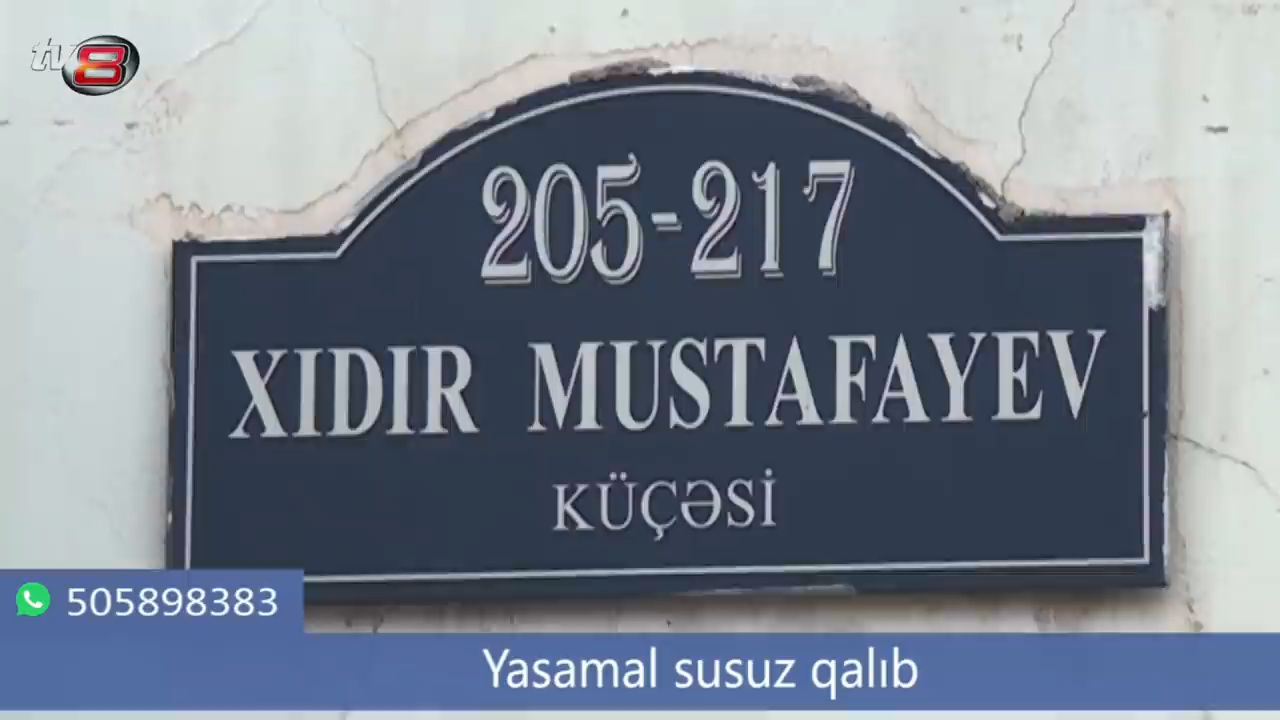 tv8
205-217
XIDIR MUSTAFAYEV
KÜÇƏSİ
505898383
Yasamal susuz qalıb